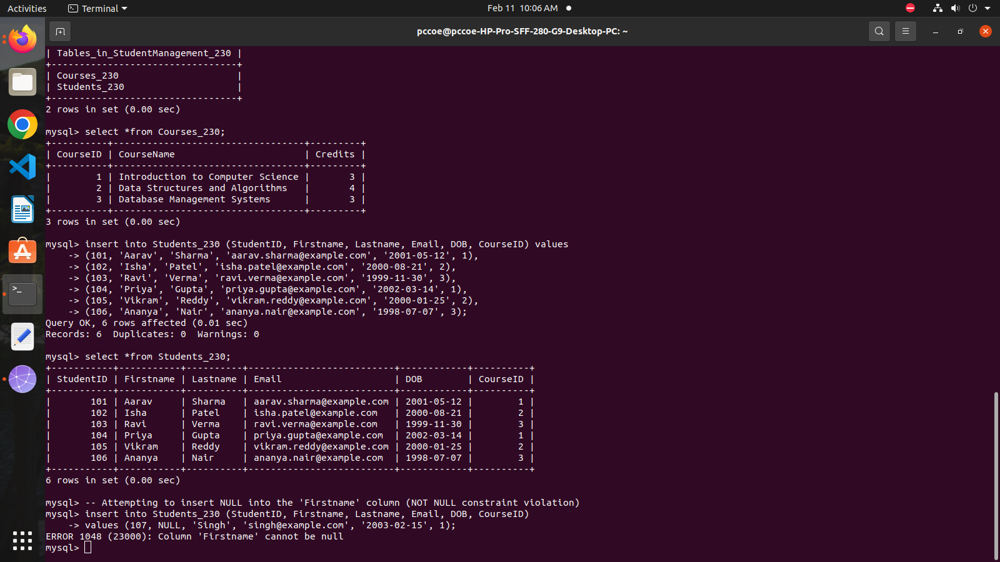 Activities Terminal Feb 11 10:06 AM
pccoe@pccoe-HP-Pro-SFF-280-G9-Desktop-PC: ~
| Tables_in_StudentManagement_230 |
+---------------------------------+
| Courses_230                     |
| Students_230                    |
+---------------------------------+
2 rows in set (0.00 sec)

mysql> select *from Courses_230;
+----------+----------------------------------+---------+
| CourseID | CourseName                       | Credits |
+----------+----------------------------------+---------+
|        1 | Introduction to Computer Science |       3 |
|        2 | Data Structures and Algorithms   |       4 |
|        3 | Database Management Systems      |       3 |
+----------+----------------------------------+---------+
3 rows in set (0.00 sec)

mysql> insert into Students_230 (StudentID, Firstname, Lastname, Email, DOB, CourseID) values
    -> (101, 'Aarav', 'Sharma', 'aarav.sharma@example.com', '2001-05-12', 1),
    -> (102, 'Isha', 'Patel', 'isha.patel@example.com', '2000-08-21', 2),
    -> (103, 'Ravi', 'Verma', 'ravi.verma@example.com', '1999-11-30', 3),
    -> (104, 'Priya', 'Gupta', 'priya.gupta@example.com', '2002-03-14', 1),
    -> (105, 'Vikram', 'Reddy', 'vikram.reddy@example.com', '2000-01-25', 2),
    -> (106, 'Ananya', 'Nair', 'ananya.nair@example.com', '1998-07-07', 3);
Query OK, 6 rows affected (0.01 sec)
Records: 6  Duplicates: 0  Warnings: 0

mysql> select *from Students_230;
+-----------+-----------+----------+--------------------------+------------+----------+
| StudentID | Firstname | Lastname | Email                    | DOB        | CourseID |
+-----------+-----------+----------+--------------------------+------------+----------+
|       101 | Aarav     | Sharma   | aarav.sharma@example.com | 2001-05-12 |        1 |
|       102 | Isha      | Patel    | isha.patel@example.com   | 2000-08-21 |        2 |
|       103 | Ravi      | Verma    | ravi.verma@example.com   | 1999-11-30 |        3 |
|       104 | Priya     | Gupta    | priya.gupta@example.com  | 2002-03-14 |        1 |
|       105 | Vikram    | Reddy    | vikram.reddy@example.com | 2000-01-25 |        2 |
|       106 | Ananya    | Nair     | ananya.nair@example.com  | 1998-07-07 |        3 |
+-----------+-----------+----------+--------------------------+------------+----------+
6 rows in set (0.00 sec)

mysql> -- Attempting to insert NULL into the 'Firstname' column (NOT NULL constraint violation)
mysql> insert into Students_230 (StudentID, Firstname, Lastname, Email, DOB, CourseID)
    -> values (107, NULL, 'Singh', 'singh@example.com', '2003-02-15', 1);
ERROR 1048 (23000): Column 'Firstname' cannot be null
mysql>